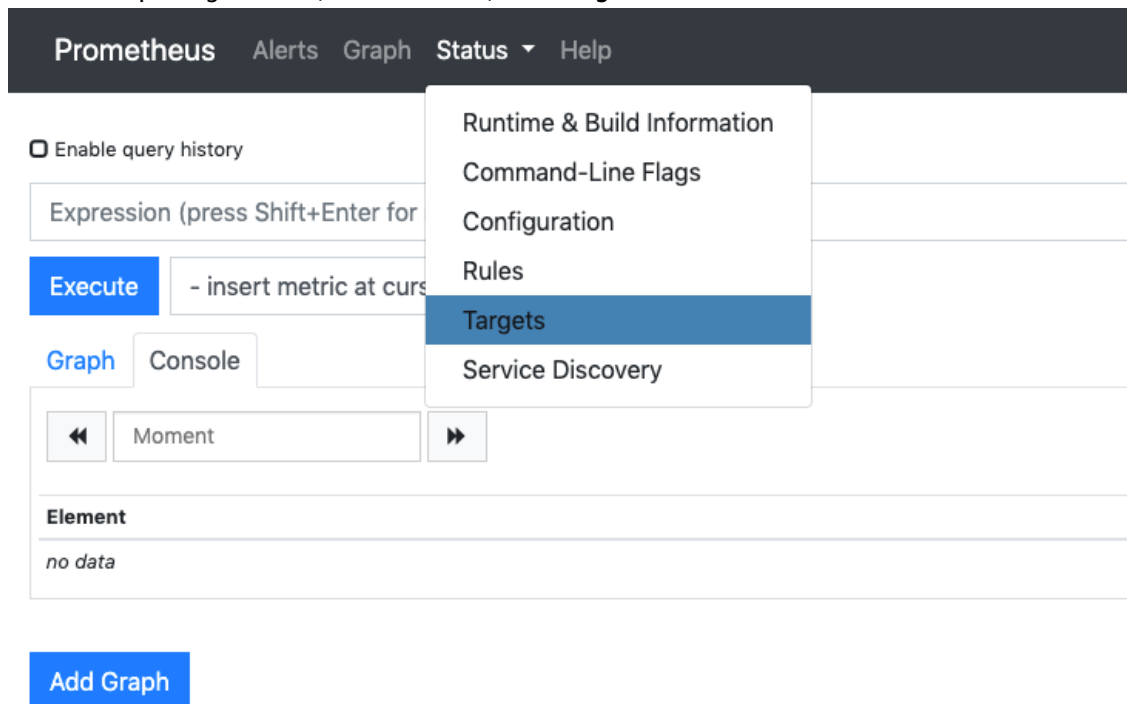 Prometheus Alerts Graph Status Help
Runtime & Build Information
Command-Line Flags
Configuration
Rules
Targets
Service Discovery
Enable query history
Expression (press Shift+Enter for
Execute - insert metric at curs
Graph Console
Moment
Element
no data
Add Graph